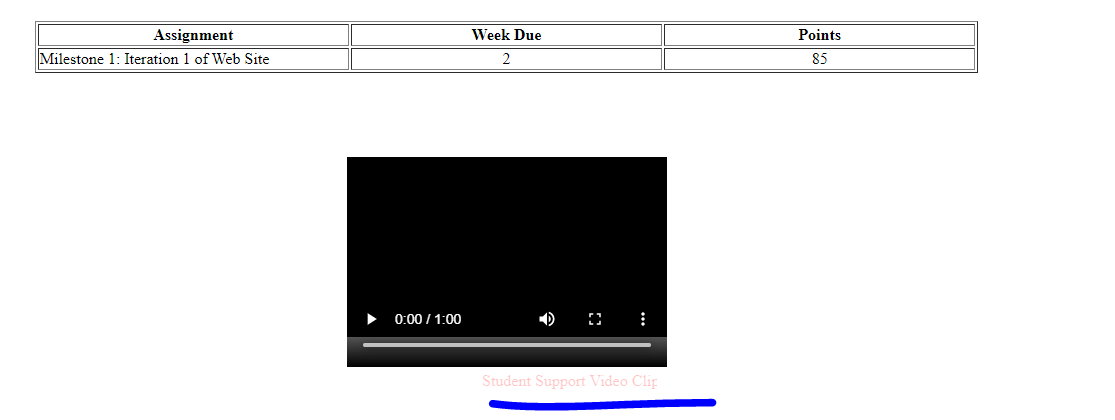 Assignment Week Due Points
Milestone 1: Iteration 1 of Web Site 2 85
0:00 / 1:00
Student Support Video Clip